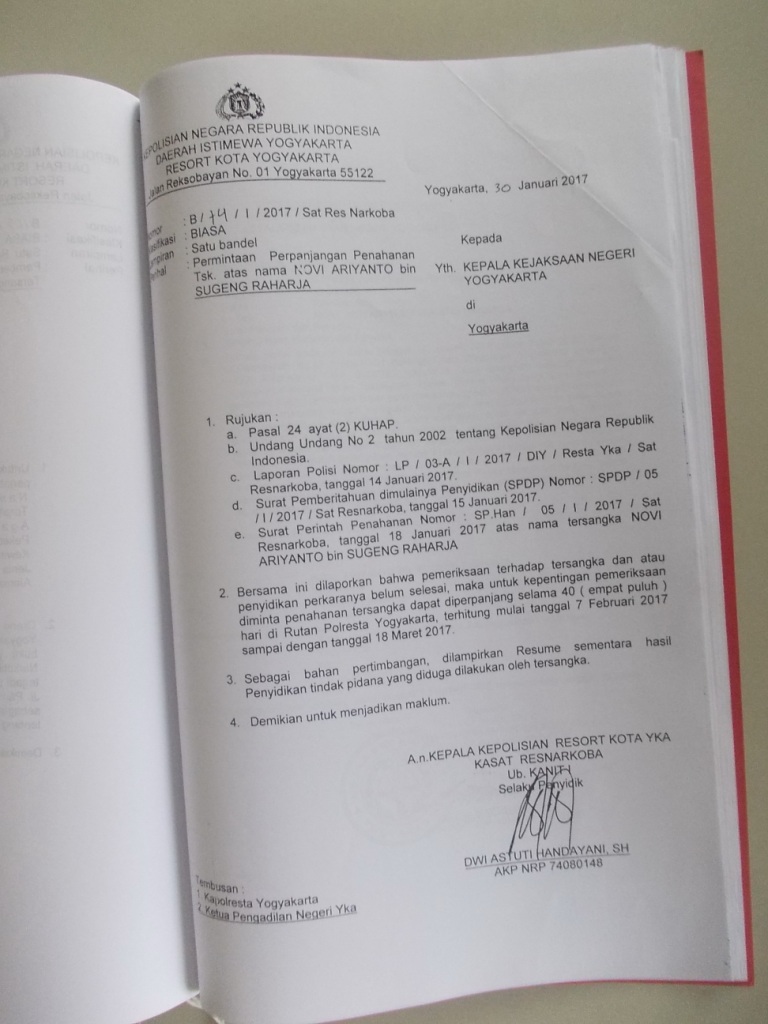 KEPOLISIAN NEGARA REPUBLIK INDONESIA
DAERAH ISTIMEWA YOGYAKARTA
RESORT KOTA YOGYAKARTA
Jalan Reksobayan No. 01 Yogyakarta 55122
Yogyakarta, 30 Januari 2017
: B/74 / I / 2017 / Sat Res Narkoba
: BIASA
: Satu bandel
: Permintaan Perpanjangan Penahanan
Tsk. atas nama NOVI ARIYANTO bin
SUGENG RAHARJA
Kepada
Yth. KEPALA KEJAKSAAN NEGERI
YOGYAKARTA
di
Yogyakarta
1. Rujukan :
a. Pasal 24 ayat (2) KUHAP.
b. Undang Undang No 2 tahun 2002 tentang Kepolisian Negara Republik
Indonesia.
c. Laporan Polisi Nomor : LP / 03-A / I / 2017 / DIY / Resta Yka / Sat
Resnarkoba, tanggal 14 Januari 2017.
d. Surat Pemberitahuan dimulainya Penyidikan (SPDP) Nomor : SPDP / 05
/ I / 2017 / Sat Resnarkoba, tanggal 15 Januari 2017.
e. Surat Perintah Penahanan Nomor : SP.Han / 05 / I / 2017 / Sat
Resnarkoba, tanggal 18 Januari 2017 atas nama tersangka NOVI
ARIYANTO bin SUGENG RAHARJA
2. Bersama ini dilaporkan bahwa pemeriksaan terhadap tersangka dan atau
penyidikan perkaranya belum selesai, maka untuk kepentingan pemeriksaan
diminta penahanan tersangka dapat diperpanjang selama 40 ( empat puluh )
hari di Rutan Polresta Yogyakarta, terhitung mulai tanggal 7 Februari 2017
sampai dengan tanggal 18 Maret 2017.
3. Sebagai bahan pertimbangan, dilampirkan Resume sementara hasil
Penyidikan tindak pidana yang diduga dilakukan oleh tersangka.
4. Demikian untuk menjadikan maklum.
A.n.KEPALA KEPOLISIAN RESORT KOTA YKA
KASAT RESNARKOBA
Ub. KANIT I
Selaku Penyidik
DWI ASTUTI HANDAYANI, SH
AKP NRP 74080148
Tembusan :
1. Kapolresta Yogyakarta
2. Ketua Pengadilan Negeri Yka